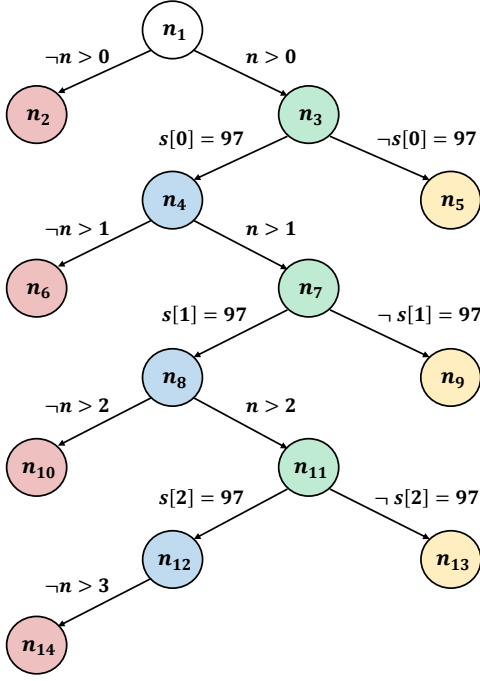 n1
¬n > 0
n > 0
n2
n3
s[0] = 97
¬s[0] = 97
n4
n5
¬n > 1
n > 1
n6
n7
s[1] = 97
¬ s[1] = 97
n8
n9
¬n > 2
n > 2
n10
n11
s[2] = 97
¬ s[2] = 97
n12
n13
¬n > 3
n14